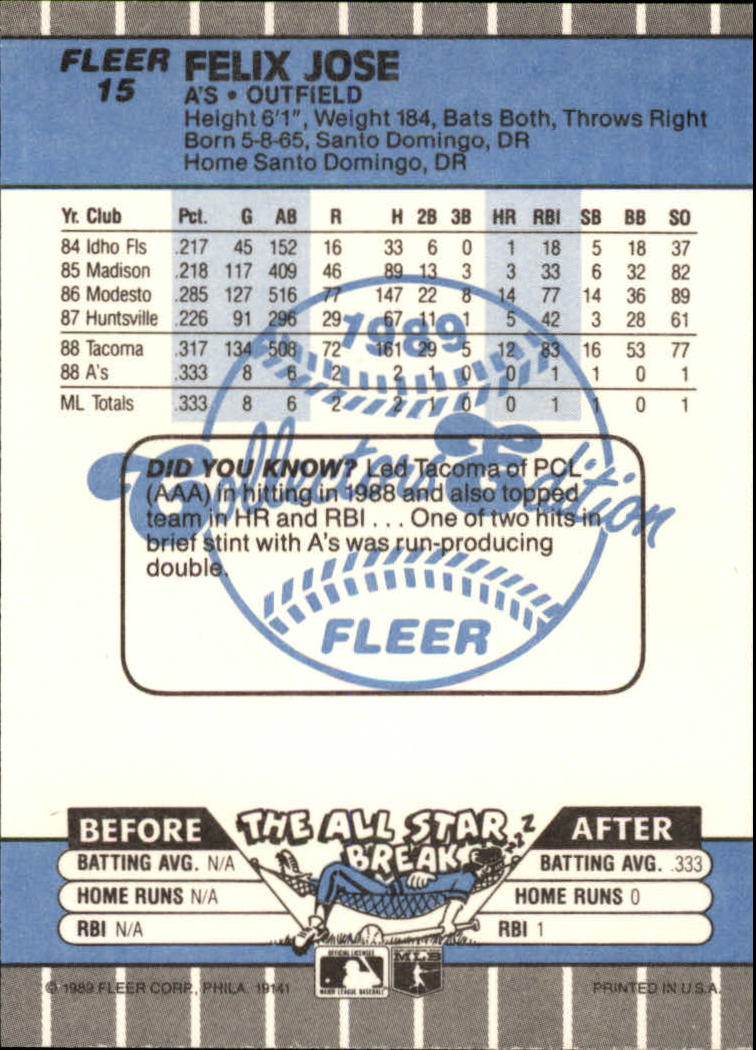 FLEER FELIX JOSE
15 A'S • OUTFIELD
Height 6'1", Weight 184, Bats Both, Throws Right
Born 5-8-65, Santo Domingo, DR
Home Santo Domingo, DR
Yr. Club Pct. G AB R H 2B 3B HR RBI SB BB SO
84 Idho Fls .217 45 152 16 33 6 0 1 18 5 18 37
85 Madison .218 117 409 46 89 13 3 3 33 6 32 82
86 Modesto .285 127 516 77 147 22 8 14 77 14 36 89
87 Huntsville .226 91 296 29 67 11 1 5 42 3 28 61
88 Tacoma .317 134 508 72 161 29 5 12 83 16 53 77
88 A's .333 8 6 2 2 1 0 0 1 1 0 1
ML Totals .333 8 6 2 2 1 0 0 1 1 0 1
1989
Collectors Edition
DID YOU KNOW? Led Tacoma of PCL
(AAA) in hitting in 1988 and also topped
team in HR and RBI . . . One of two hits in
brief stint with A's was run-producing
double.
FLEER
BEFORE THE ALL STAR BREAK AFTER
zzZZ
BATTING AVG. N/A BATTING AVG. .333
HOME RUNS N/A HOME RUNS 0
RBI N/A RBI 1
OFFICIAL LICENSEE MLB
MAJOR LEAGUE BASEBALL
© 1989 FLEER CORP., PHILA. 19141 PRINTED IN U.S.A.